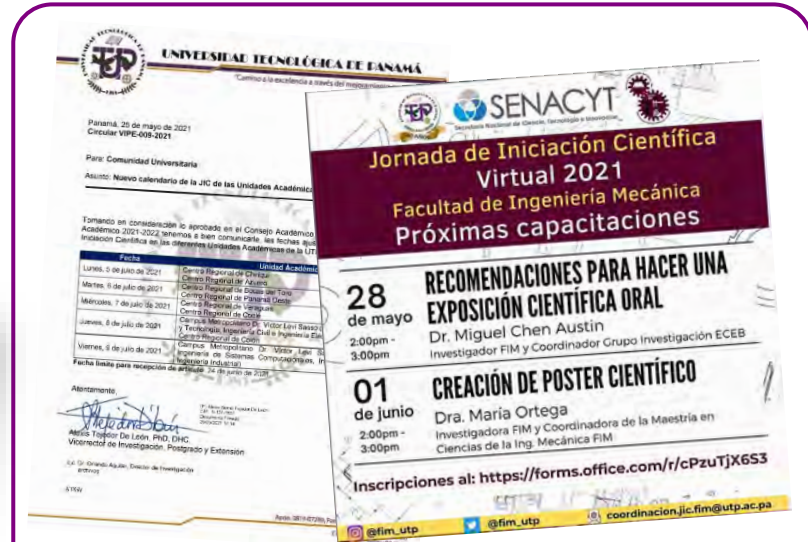 UNIVERSIDAD TECNOLÓGICA DE PANAMÁ
"Camino a la excelencia a través del mejoramiento
Panamá, 25 de mayo de 2021
Circular VIPE-009-2021
Para: Comunidad Universitaria
Asunto: Nuevo calendario de la JIC de las Unidades Académica
Tomando en consideración lo aprobado en el Consejo Académico
Académico 2021-2022 tenemos a bien comunicarle, las fechas
Iniciación Científica en las diferentes Unidades Académicas de la UT
Fecha
Unidad Académic
Lunes, 5 de julio de 2021
Centro Regional de Chiriquí
Centro Regional de Azuero
Martes, 6 de julio de 2021
Centro Regional de Bocas del Toro
Centro Regional de Panamá Oeste
Miércoles, 7 de julio de 2021
Centro Regional de Veraguas
Centro Regional de Coclé
Jueves, 8 de julio de 2021
Campus Metropolitano Dr. Víctor Levi Sasso
y Tecnología, Ingeniería Civil e Ingeniería
Centro Regional de Colón
Viernes, 9 de julio de 2021
Campus Metropolitano Dr. Víctor Levi
Ingeniería de Sistemas Computacionales,
Ingeniería Industrial)
Fecha límite para recepción de artículo: 24 de junio de 2021
Atentamente,
Alexis Tejedor De León, PhD, DHC.
Vicerrector de Investigación, Postgrado y Extensión
Dr. Orlando Aguilar, Director de Investigación
UTP
SENACYT
Secretaría Nacional de Ciencia, Tecnología e Innovación
Jornada de Iniciación Científica
Virtual 2021
Facultad de Ingeniería Mecánica
Próximas capacitaciones
28
de mayo
2:00pm -
3:00pm
RECOMENDACIONES PARA HACER UNA
EXPOSICIÓN CIENTÍFICA ORAL
Dr. Miguel Chen Austin
Investigador FIM y Coordinador Grupo Investigación ECEB
01
de junio
2:00pm -
3:00pm
CREACIÓN DE POSTER CIENTÍFICO
Dra. Maria Ortega
Investigadora FIM y Coordinadora de la Maestría en
Ciencias de la Ing. Mecánica FIM
Inscripciones al: https://forms.office.com/r/cPzuTjX6S3
@fim_utp
@fim_utp
coordinacion.jic.fim@utp.ac.pa